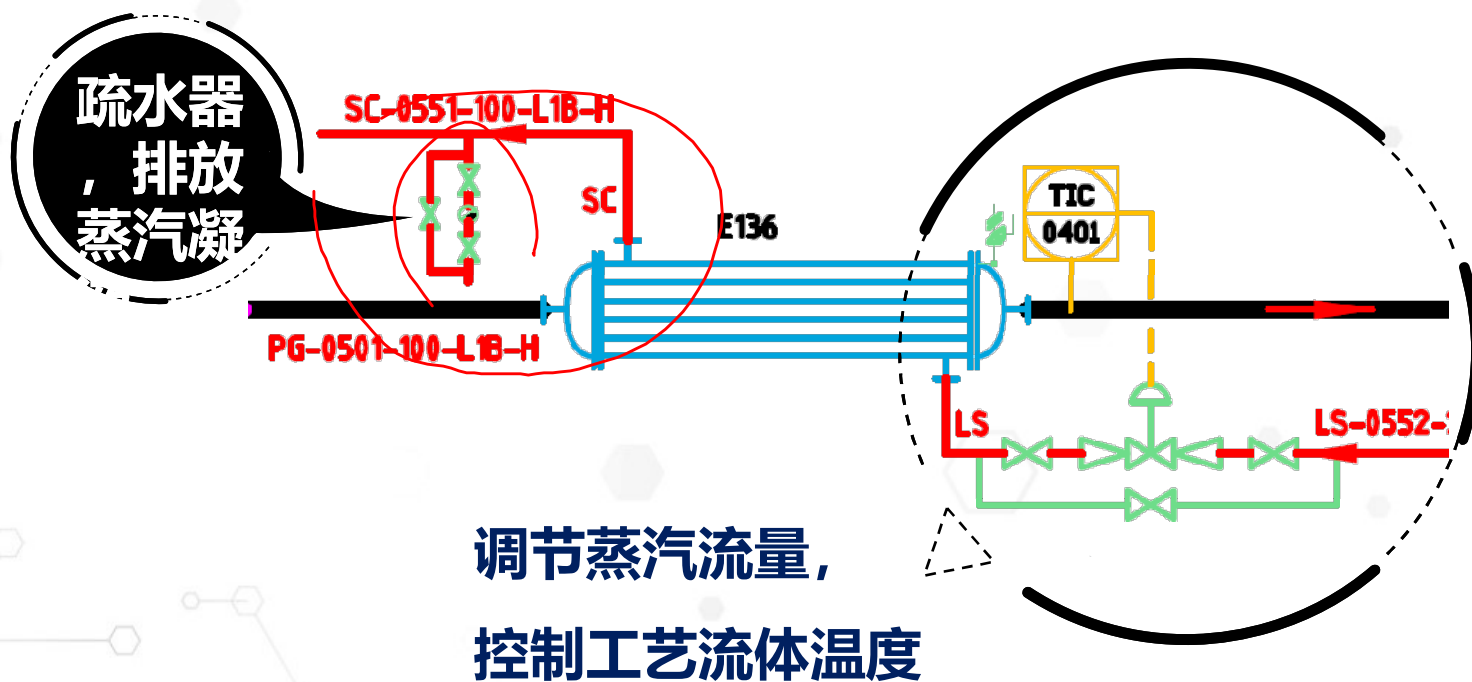 疏水器
，排放
蒸汽凝
SC-0551-100-L1B-H
SC
E136
TIC
0401
PG-0501-100-L1B-H
LS
LS-0552-
调节蒸汽流量，
控制工艺流体温度